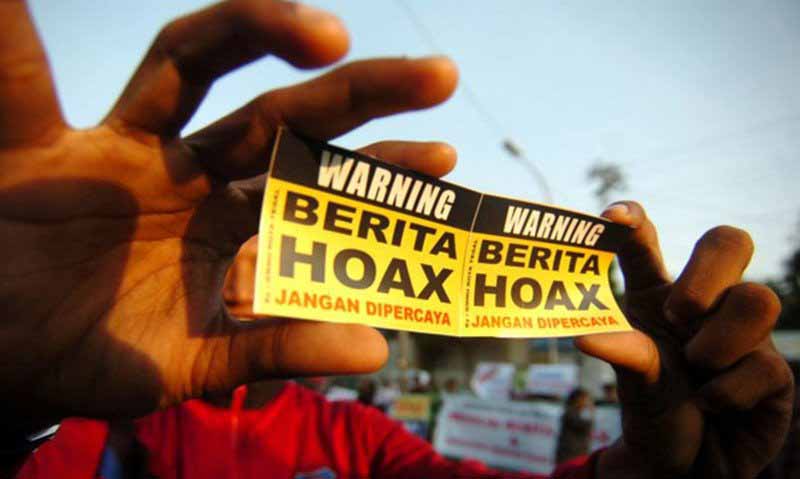 WARNING
BERITA
HOAX
JANGAN DIPERCAYA
WARNING
BERITA
HOAX
JANGAN DIPERCAYA